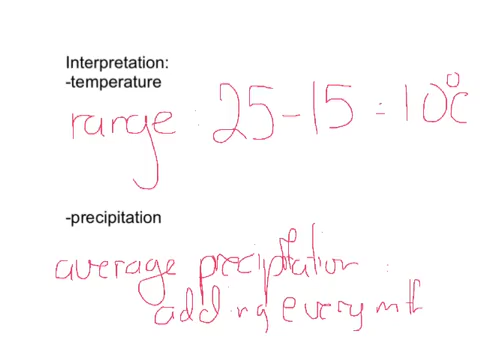 Interpretation:
-temperature
range: 25-15 = 10°C
-precipitation
average precipitation:
adding every mth